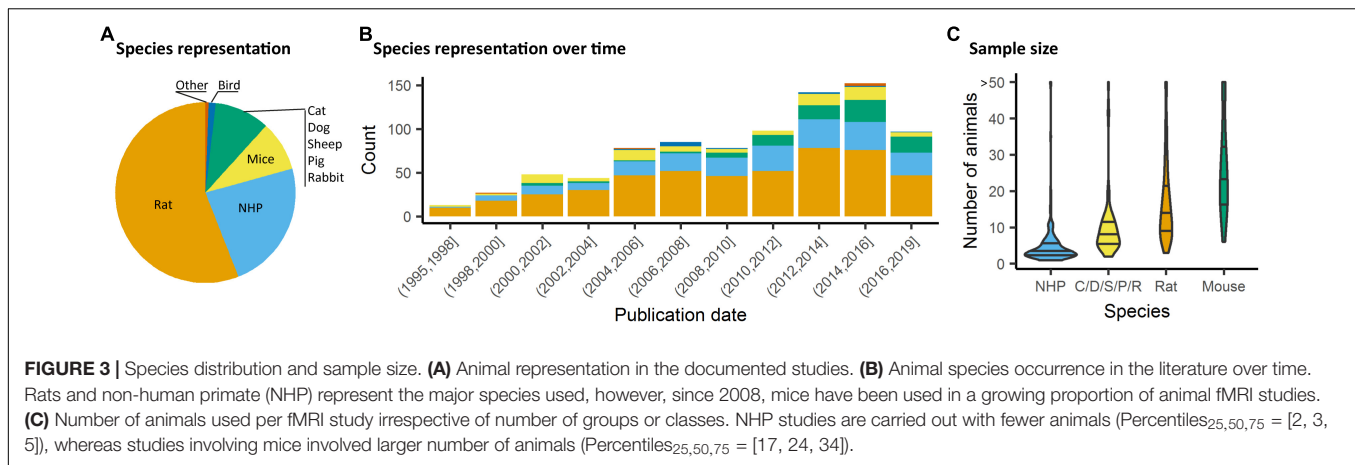 A
Species representation
Other
Bird
Cat
Dog
Sheep
Pig
Rabbit
Mice
NHP
Rat
B
Species representation over time
150
100
50
0
Count
(1995,1998]
(1998,2000]
(2000,2002]
(2002,2004]
(2004,2006]
(2006,2008]
(2008,2010]
(2010,2012]
(2012,2014]
(2014,2016]
(2016,2019]
Publication date
C
Sample size
>50
30
20
10
0
Number of animals
NHP C/D/S/P/R Rat Mouse
Species
FIGURE 3 | Species distribution and sample size. (A) Animal representation in the documented studies. (B) Animal species occurrence in the literature over time.
Rats and non-human primate (NHP) represent the major species used, however, since 2008, mice have been used in a growing proportion of animal fMRI studies.
(C) Number of animals used per fMRI study irrespective of number of groups or classes. NHP studies are carried out with fewer animals (Percentiles25,50,75 = [2, 3,
5]), whereas studies involving mice involved larger number of animals (Percentiles25,50,75 = [17, 24, 34]).